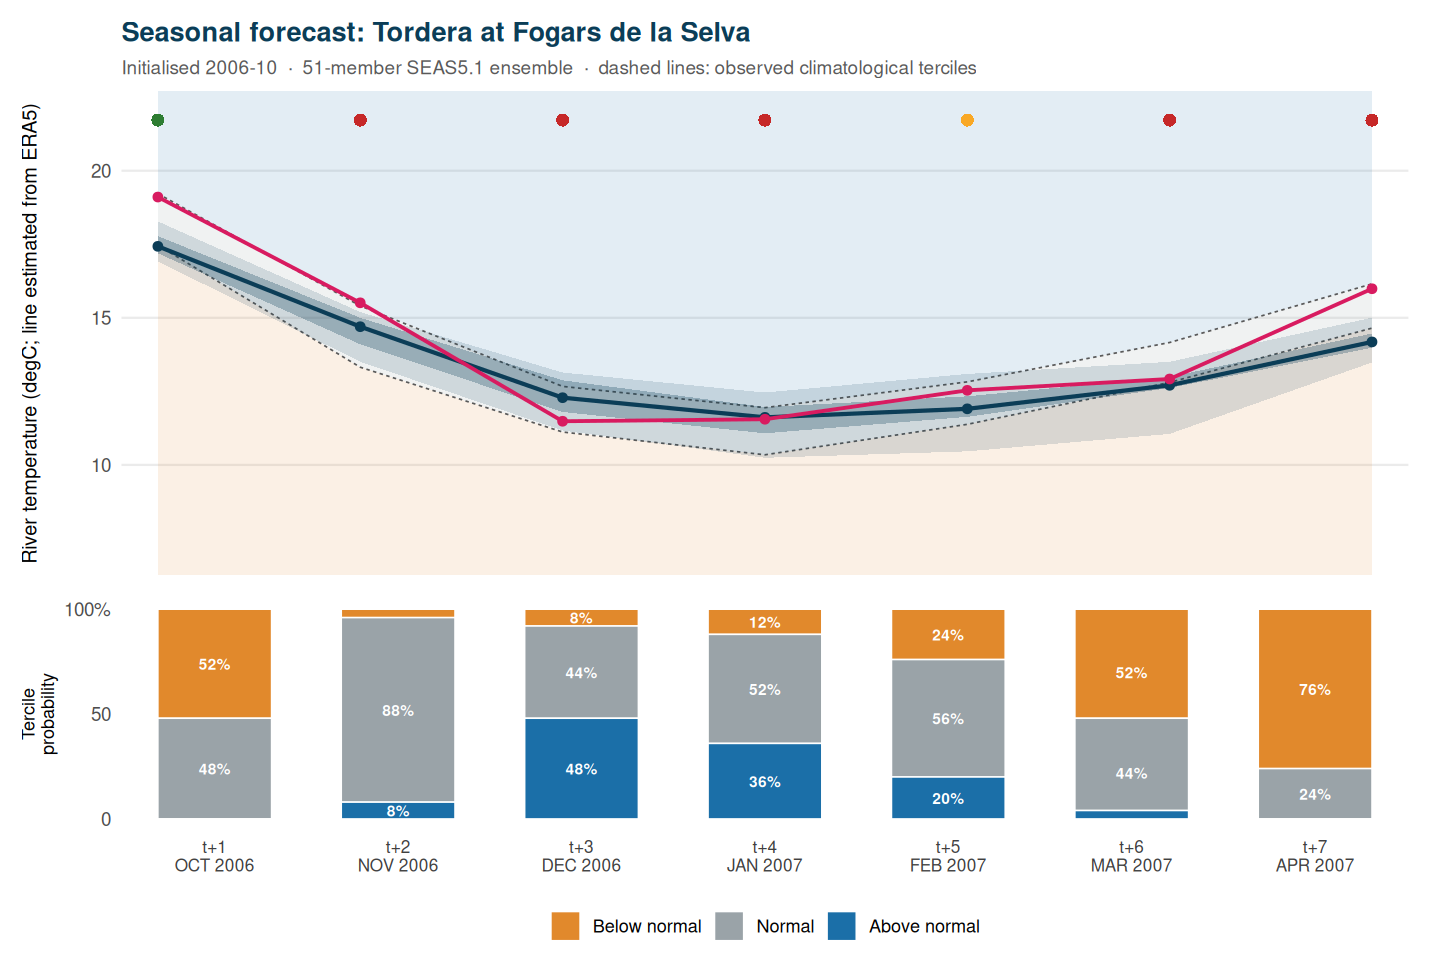 Seasonal forecast: Tordera at Fogars de la Selva
Initialised 2006-10 · 51-member SEAS5.1 ensemble · dashed lines: observed climatological terciles
River temperature (degC; line estimated from ERA5)
20
15
10
Tercile
probability
100%
50
0
52%
48%
88%
8%
8%
44%
48%
12%
52%
36%
24%
56%
20%
52%
44%
76%
24%
t+1
OCT 2006
t+2
NOV 2006
t+3
DEC 2006
t+4
JAN 2007
t+5
FEB 2007
t+6
MAR 2007
t+7
APR 2007
Below normal
Normal
Above normal